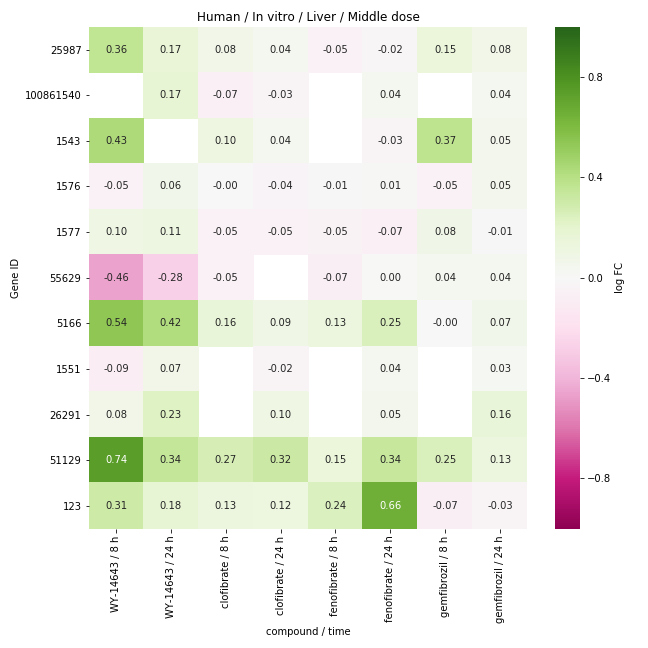 Human / In vitro / Liver / Middle dose
Gene ID
25987 0.36 0.17 0.08 0.04 -0.05 -0.02 0.15 0.08
100861540 0.17 -0.07 -0.03 0.04 0.04
1543 0.43 0.10 0.04 -0.03 0.37 0.05
1576 -0.05 0.06 -0.00 -0.04 -0.01 0.01 -0.05 0.05
1577 0.10 0.11 -0.05 -0.05 -0.05 -0.07 0.08 -0.01
55629 -0.46 -0.28 -0.05 -0.07 0.00 0.04 0.04
5166 0.54 0.42 0.16 0.09 0.13 0.25 -0.00 0.07
1551 -0.09 0.07 -0.02 0.04 0.03
26291 0.08 0.23 0.10 0.05 0.16
51129 0.74 0.34 0.27 0.32 0.15 0.34 0.25 0.13
123 0.31 0.18 0.13 0.12 0.24 0.66 -0.07 -0.03
WY-14643 / 8 h
WY-14643 / 24 h
clofibrate / 8 h
clofibrate / 24 h
fenofibrate / 8 h
fenofibrate / 24 h
gemfibrozil / 8 h
gemfibrozil / 24 h
compound / time
0.8
0.4
0.0
−0.4
−0.8
log FC